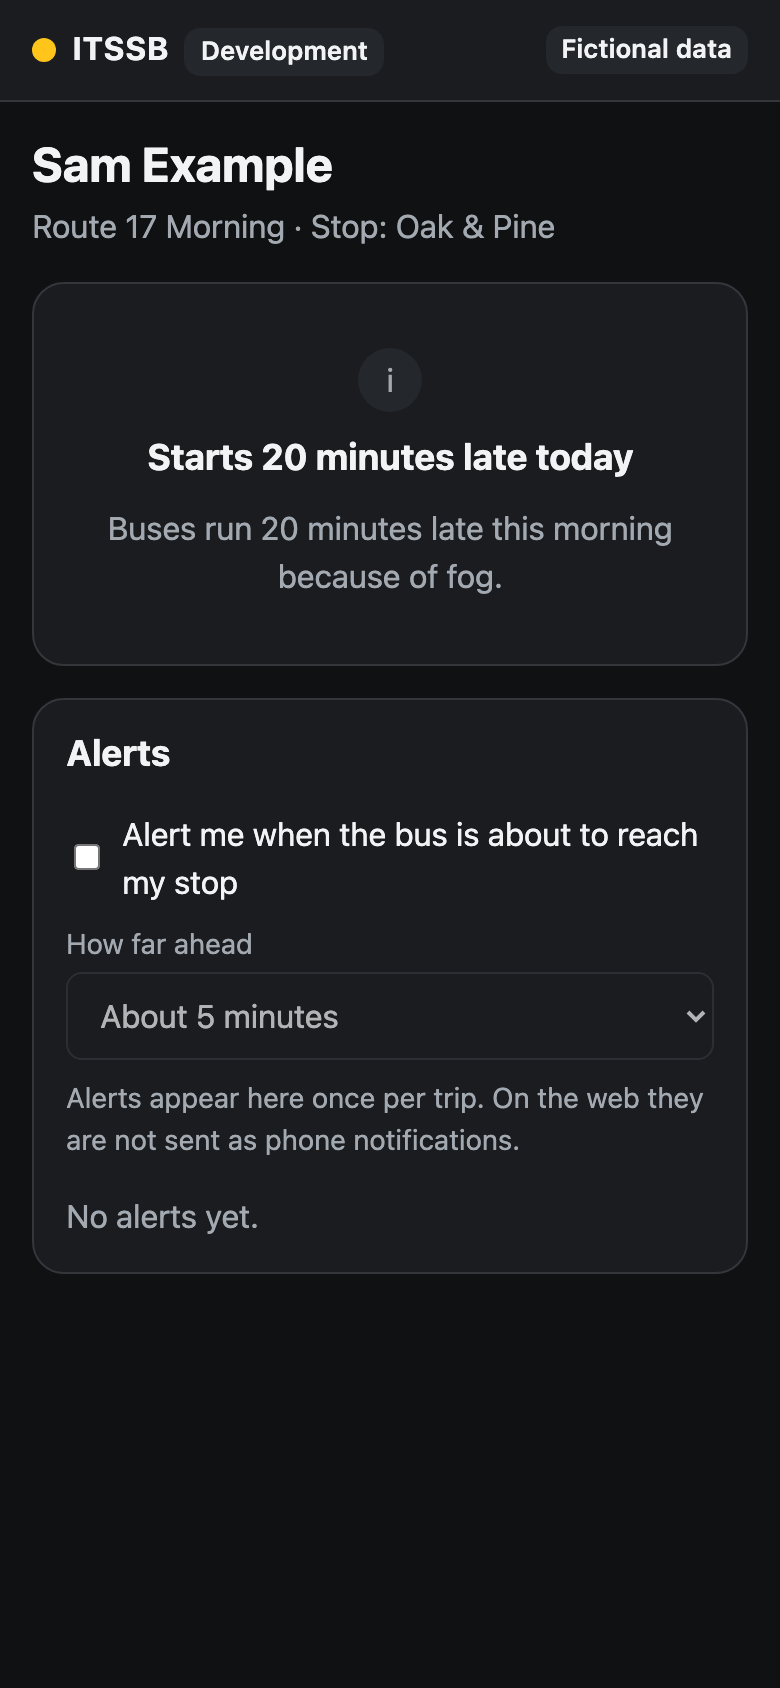 ITSSB Development Fictional data
Sam Example
Route 17 Morning · Stop: Oak & Pine
i
Starts 20 minutes late today
Buses run 20 minutes late this morning
because of fog.
Alerts
Alert me when the bus is about to reach
my stop
How far ahead
About 5 minutes
Alerts appear here once per trip. On the web they
are not sent as phone notifications.
No alerts yet.